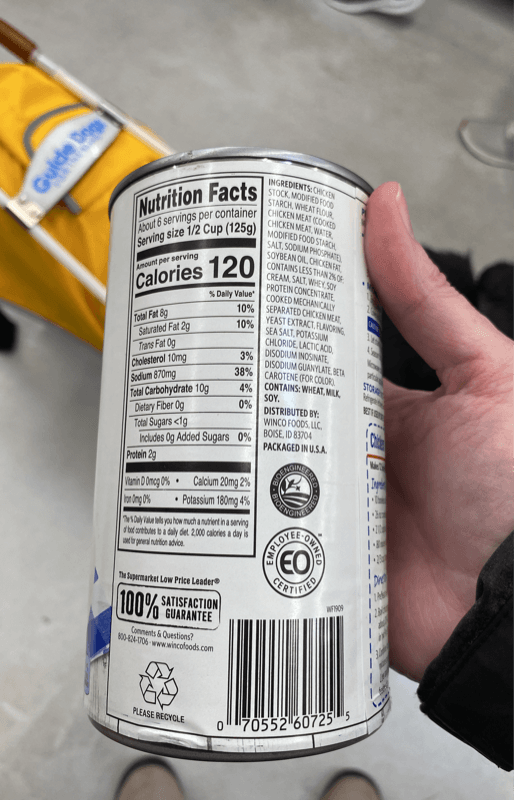 Guide Dogs
Nutrition Facts
About 6 servings per container
Serving size 1/2 Cup (125g)
Amount per serving
Calories 120
% Daily Value*
Total Fat 8g 10%
Saturated Fat 2g 10%
Trans Fat 0g
Cholesterol 10mg 3%
Sodium 870mg 38%
Total Carbohydrate 10g 4%
Dietary Fiber 0g 0%
Total Sugars <1g
Includes 0g Added Sugars 0%
Protein 2g
Vitamin D 0mcg 0% • Calcium 20mg 2%
Iron 0mg 0% • Potassium 180mg 4%
*The % Daily Value tells you how much a nutrient in a serving
of food contributes to a daily diet. 2,000 calories a day is
used for general nutrition advice.
INGREDIENTS: CHICKEN
STOCK, MODIFIED FOOD
STARCH, WHEAT FLOUR,
CHICKEN MEAT (COOKED
CHICKEN MEAT, WATER,
MODIFIED FOOD STARCH,
SALT, SODIUM PHOSPHATE),
SOYBEAN OIL, CHICKEN FAT,
CONTAINS LESS THAN 2% OF:
CREAM, SALT, WHEY, SOY
PROTEIN CONCENTRATE,
COOKED MECHANICALLY
SEPARATED CHICKEN MEAT,
YEAST EXTRACT, FLAVORING,
SEA SALT, POTASSIUM
CHLORIDE, LACTIC ACID,
DISODIUM INOSINATE,
DISODIUM GUANYLATE, BETA
CAROTENE (FOR COLOR).
CONTAINS: WHEAT, MILK,
SOY.
DISTRIBUTED BY:
WINCO FOODS, LLC.
BOISE, ID 83704
PACKAGED IN U.S.A.
BIOENGINEERED
BIOENGINEERED
EMPLOYEE-OWNED
EO
CERTIFIED
The Supermarket Low Price Leader®
100% SATISFACTION
GUARANTEE
Comments & Questions?
800-824-1706 · www.wincofoods.com
PLEASE RECYCLE
WF1909
0 70552 60725 5